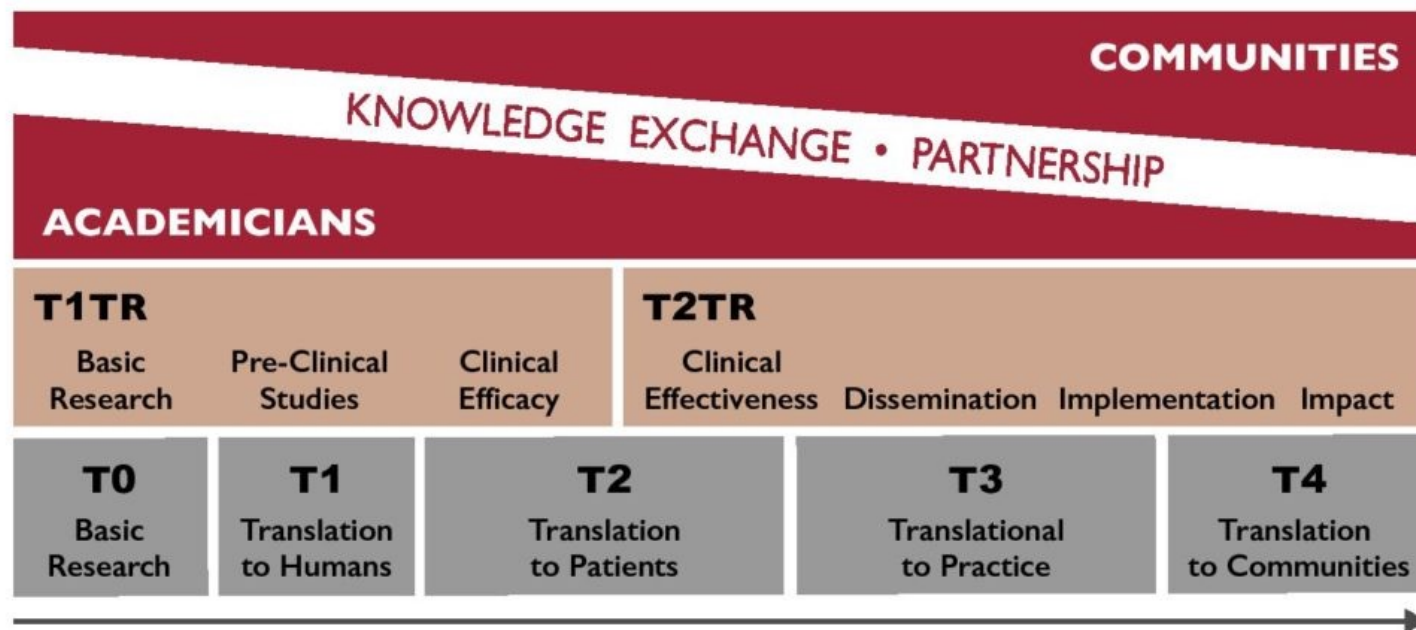 COMMUNITIES
KNOWLEDGE EXCHANGE • PARTNERSHIP
ACADEMICIANS
T1TR
Basic
Research
Pre-Clinical
Studies
Clinical
Efficacy
T2TR
Clinical
Effectiveness
Dissemination
Implementation
Impact
T0
Basic
Research
T1
Translation
to Humans
T2
Translation
to Patients
T3
Translational
to Practice
T4
Translation
to Communities